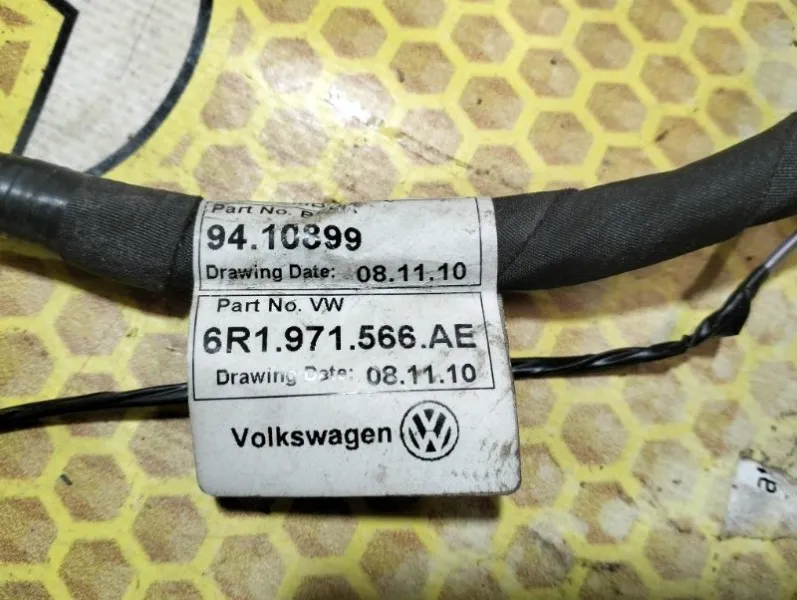 Part No.
94.10899
Drawing Date: 08.11.10
Part No. VW
6R1.971.566.AE
Drawing Date: 08.11.10
Volkswagen
a